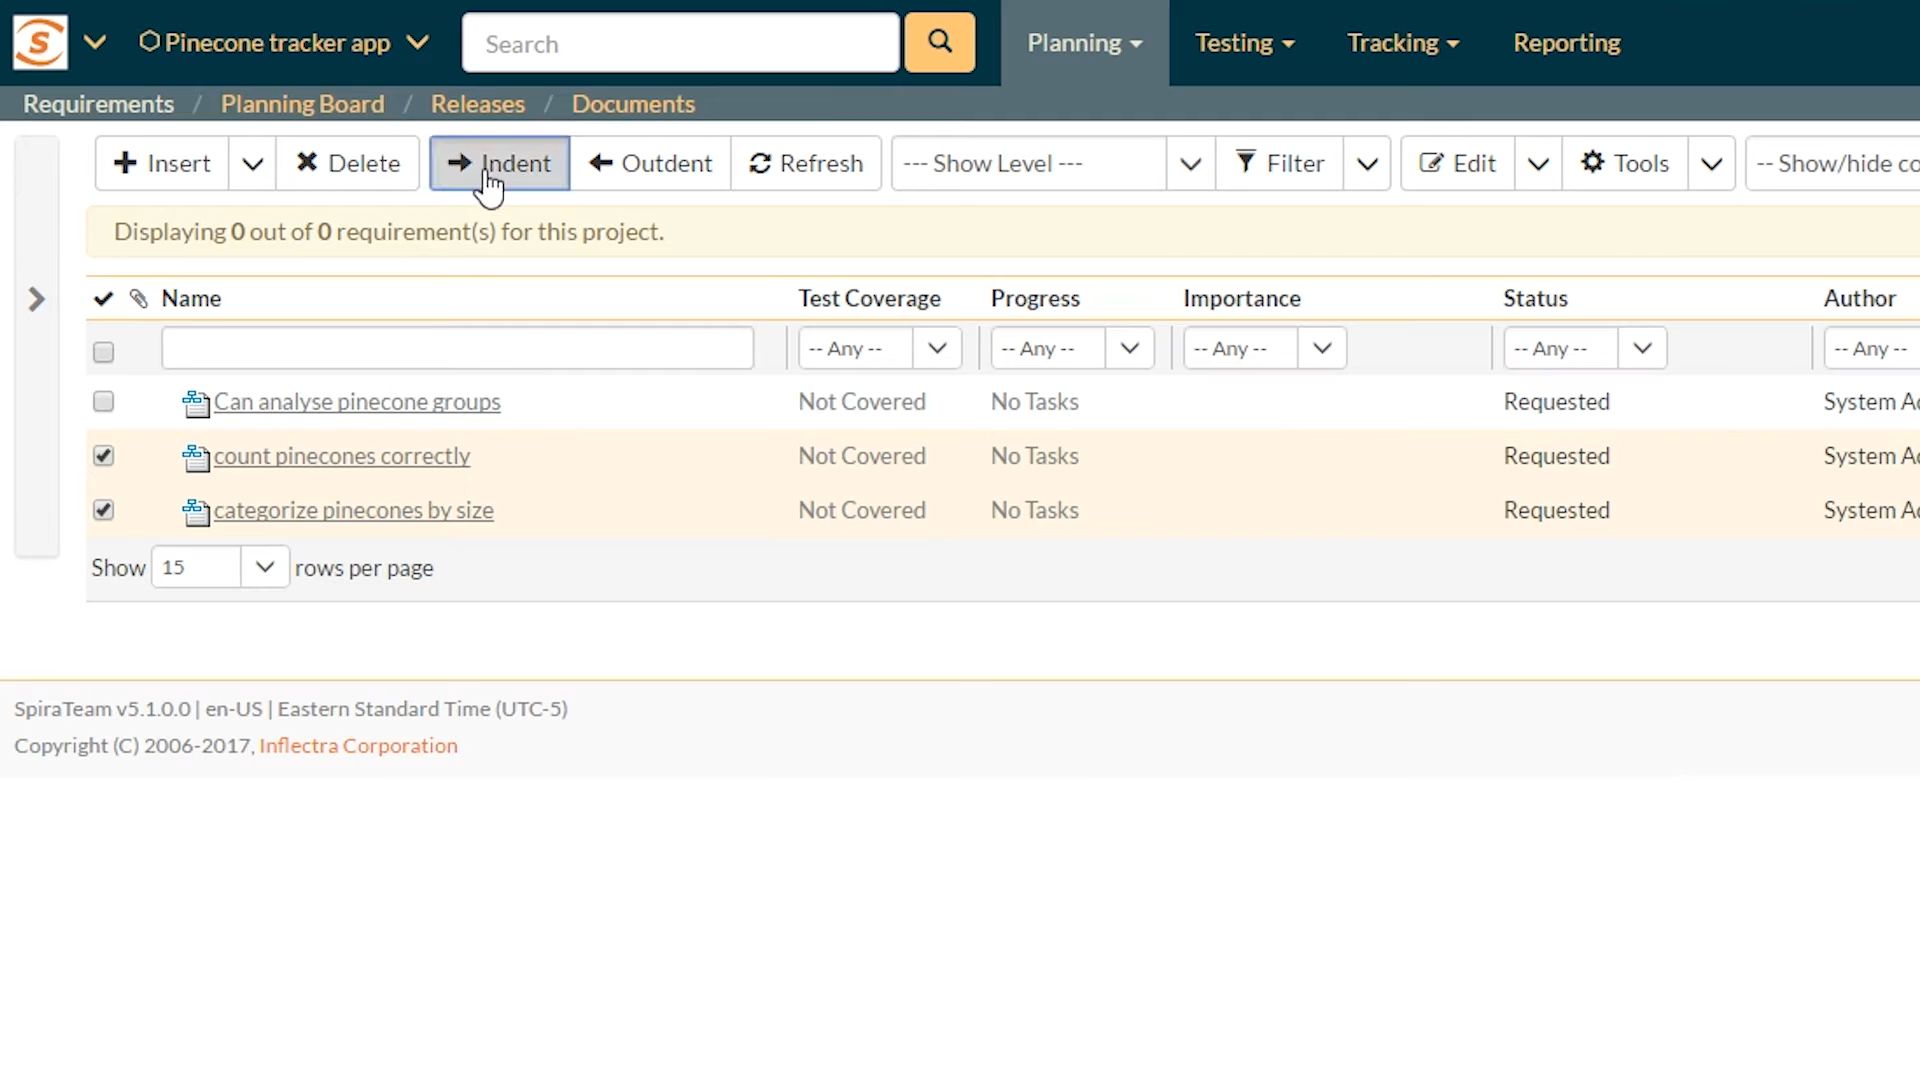 S Pinecone tracker app Search Planning Testing Tracking Reporting
Requirements / Planning Board / Releases / Documents
Insert Delete Indent Outdent Refresh --- Show Level --- Filter Edit Tools -- Show/hide co
Displaying 0 out of 0 requirement(s) for this project.
Name Test Coverage Progress Importance Status Author
-- Any -- -- Any -- -- Any -- -- Any -- -- Any --
Can analyse pinecone groups Not Covered No Tasks Requested System Ac
count pinecones correctly Not Covered No Tasks Requested System Ac
categorize pinecones by size Not Covered No Tasks Requested System Ac
Show 15 rows per page
SpiraTeam v5.1.0.0 | en-US | Eastern Standard Time (UTC-5)
Copyright (C) 2006-2017, Inflectra Corporation